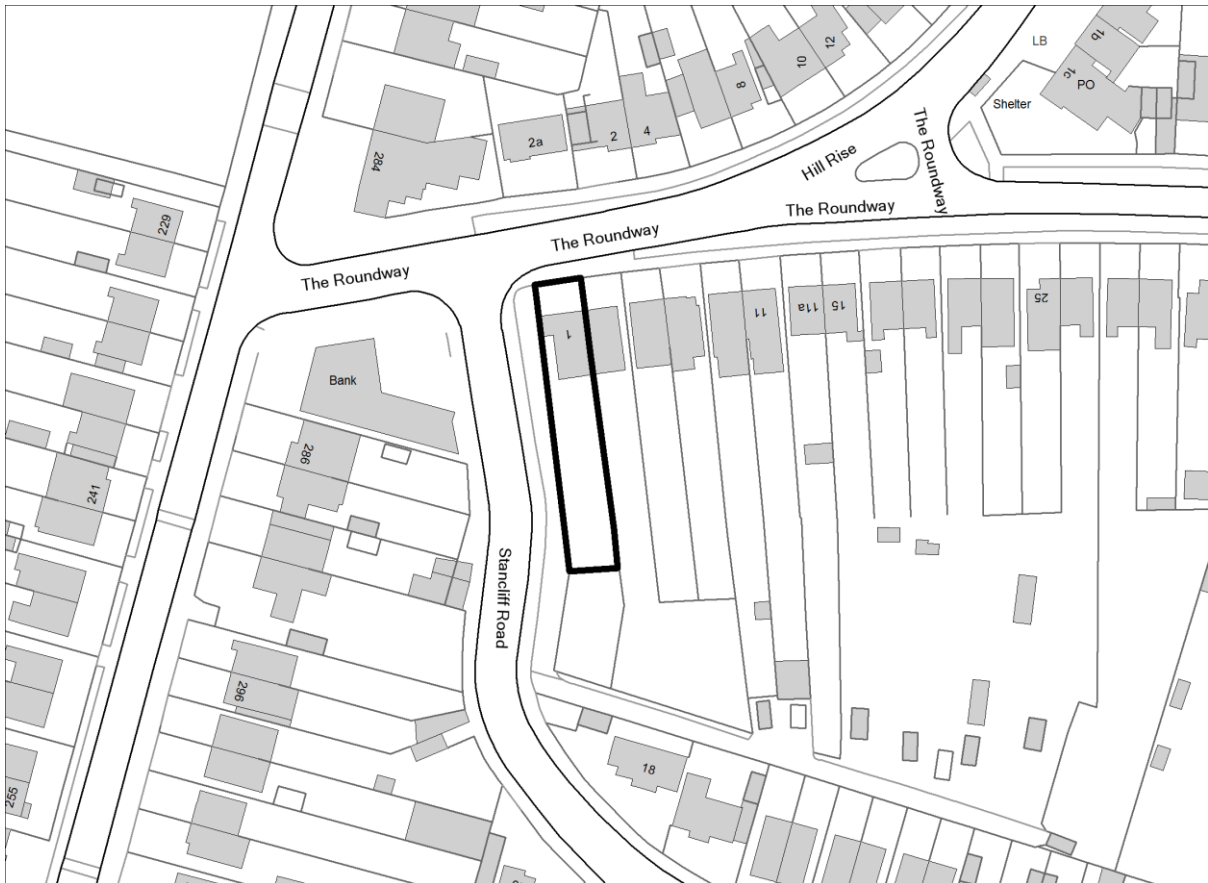 LB
1b
1c
PO
Shelter
12
10
8
4
2
2a
284
The Roundway
Hill Rise
The Roundway
The Roundway
The Roundway
229
1
11
11a
15
25
Bank
286
241
Stancliff Road
296
18
255